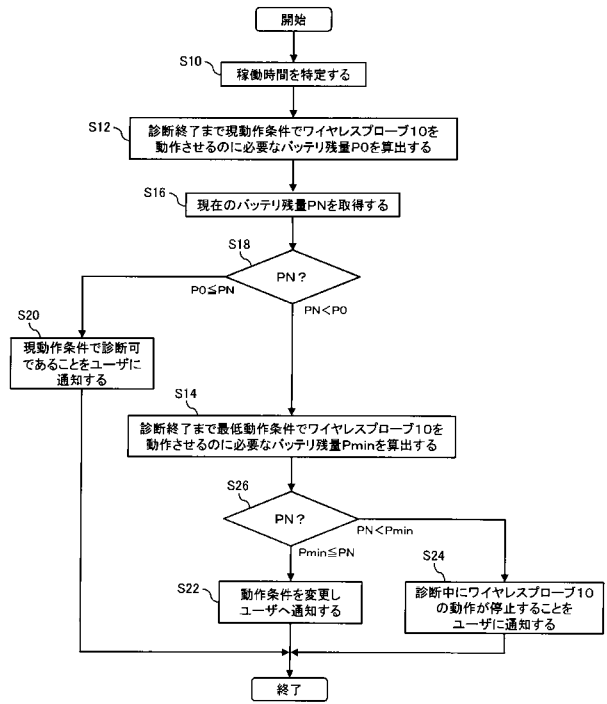 開始
S10
稼働時間を特定する
S12
診断終了まで現動作条件でワイヤレスプローブ10を
動作させるのに必要なバッテリ残量P0を算出する
S16
現在のバッテリ残量PNを取得する
S18
PN?
P0≦PN
PN<P0
S20
現動作条件で診断可
であることをユーザに
通知する
S14
診断終了まで最低動作条件でワイヤレスプローブ10を
動作させるのに必要なバッテリ残量Pminを算出する
S26
PN?
PN<Pmin
Pmin≦PN
S22
動作条件を変更し
ユーザへ通知する
S24
診断中にワイヤレスプローブ10
の動作が停止することを
ユーザに通知する
終了